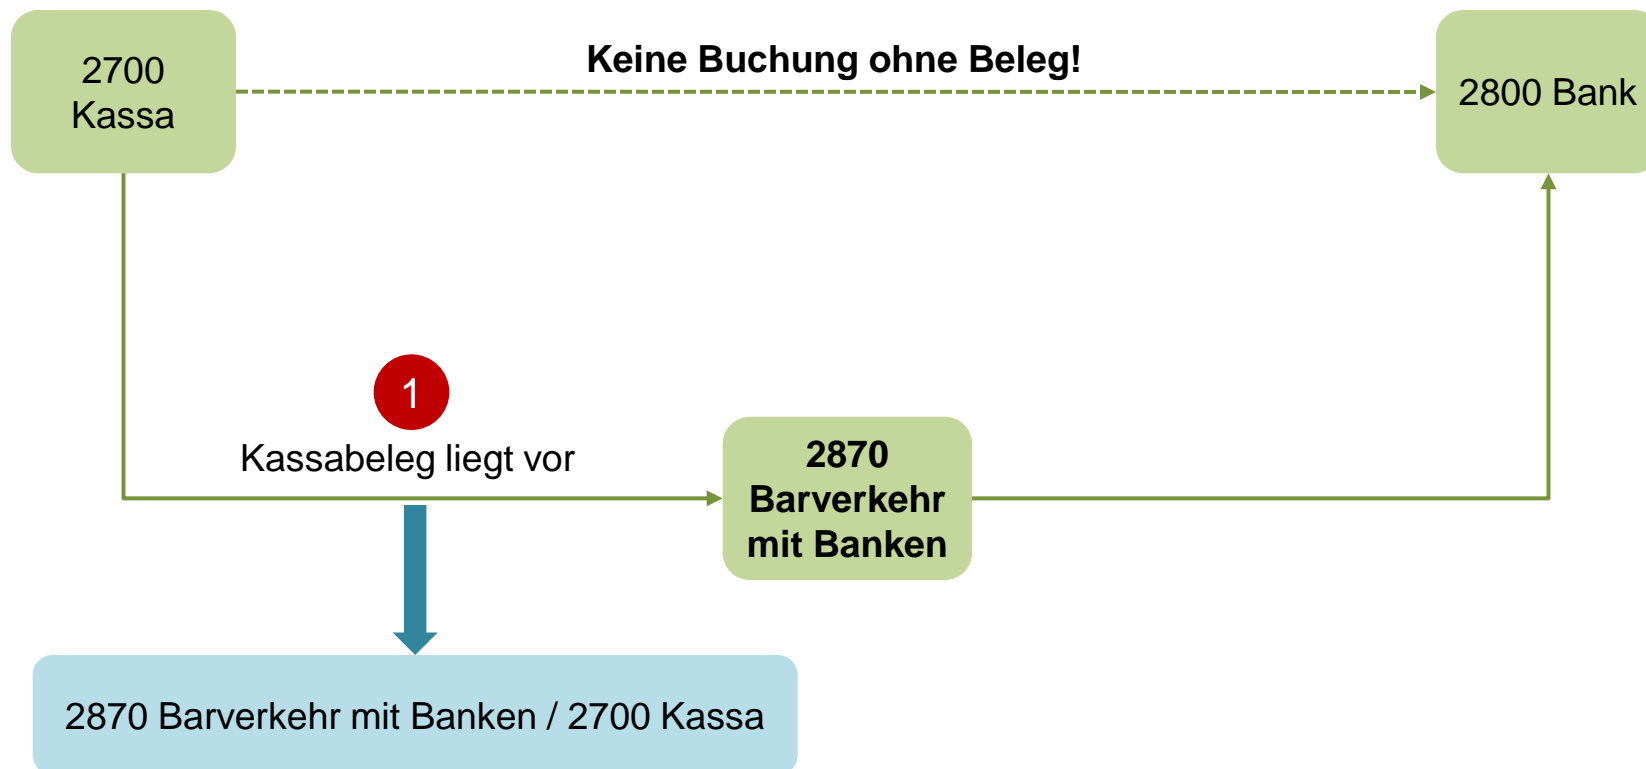 2700
Kassa
Keine Buchung ohne Beleg!
2800 Bank
1
Kassabeleg liegt vor
2870
Barverkehr
mit Banken
2870 Barverkehr mit Banken / 2700 Kassa